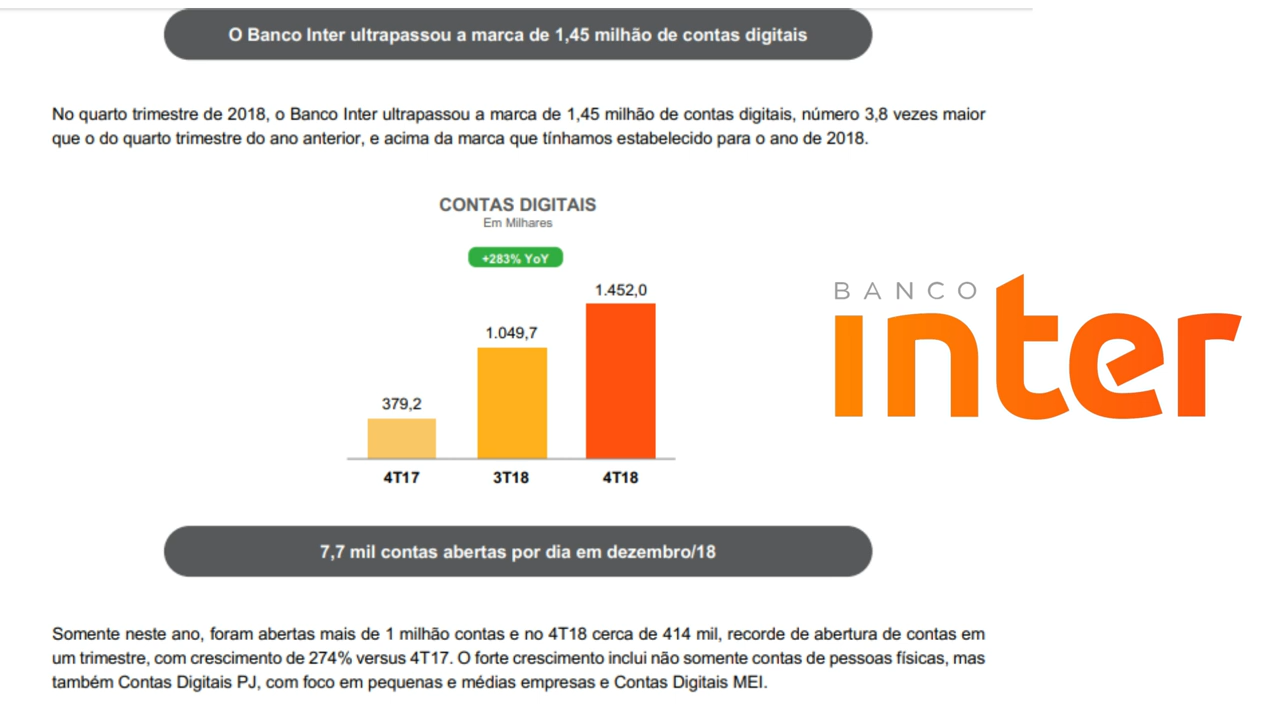 O Banco Inter ultrapassou a marca de 1,45 milhão de contas digitais
No quarto trimestre de 2018, o Banco Inter ultrapassou a marca de 1,45 milhão de contas digitais, número 3,8 vezes maior
que o do quarto trimestre do ano anterior, e acima da marca que tínhamos estabelecido para o ano de 2018.
CONTAS DIGITAIS
Em Milhares
+283% YoY
1.452,0
1.049,7
379,2
4T17 3T18 4T18
BANCO
inter
7,7 mil contas abertas por dia em dezembro/18
Somente neste ano, foram abertas mais de 1 milhão contas e no 4T18 cerca de 414 mil, recorde de abertura de contas em
um trimestre, com crescimento de 274% versus 4T17. O forte crescimento inclui não somente contas de pessoas físicas, mas
também Contas Digitais PJ, com foco em pequenas e médias empresas e Contas Digitais MEI.